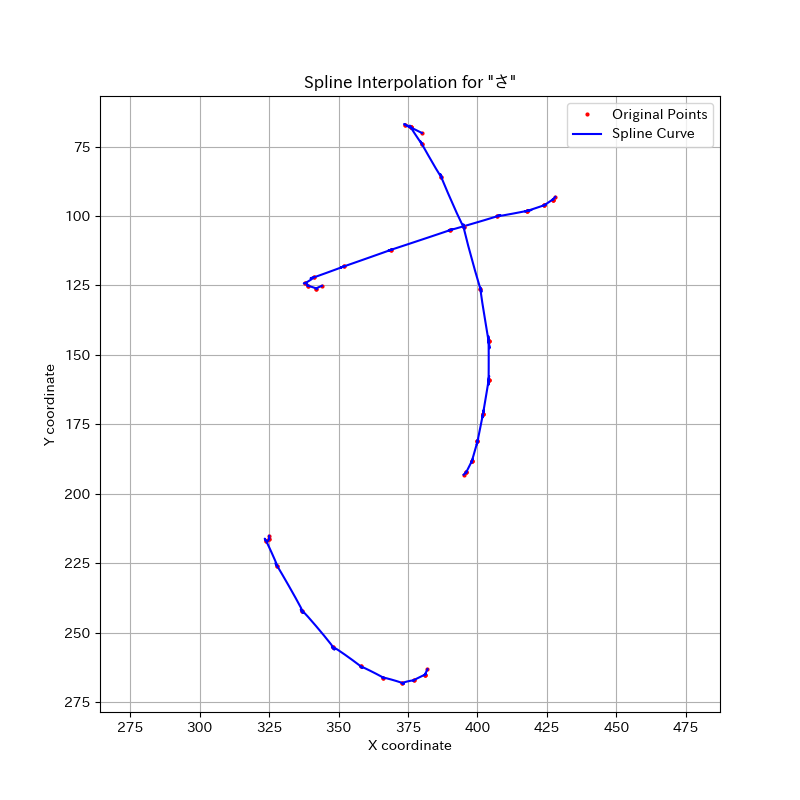 Spline Interpolation for "さ"
Original Points
Spline Curve
Y coordinate
75
100
125
150
175
200
225
250
275
275 300 325 350 375 400 425 450 475
X coordinate
さ